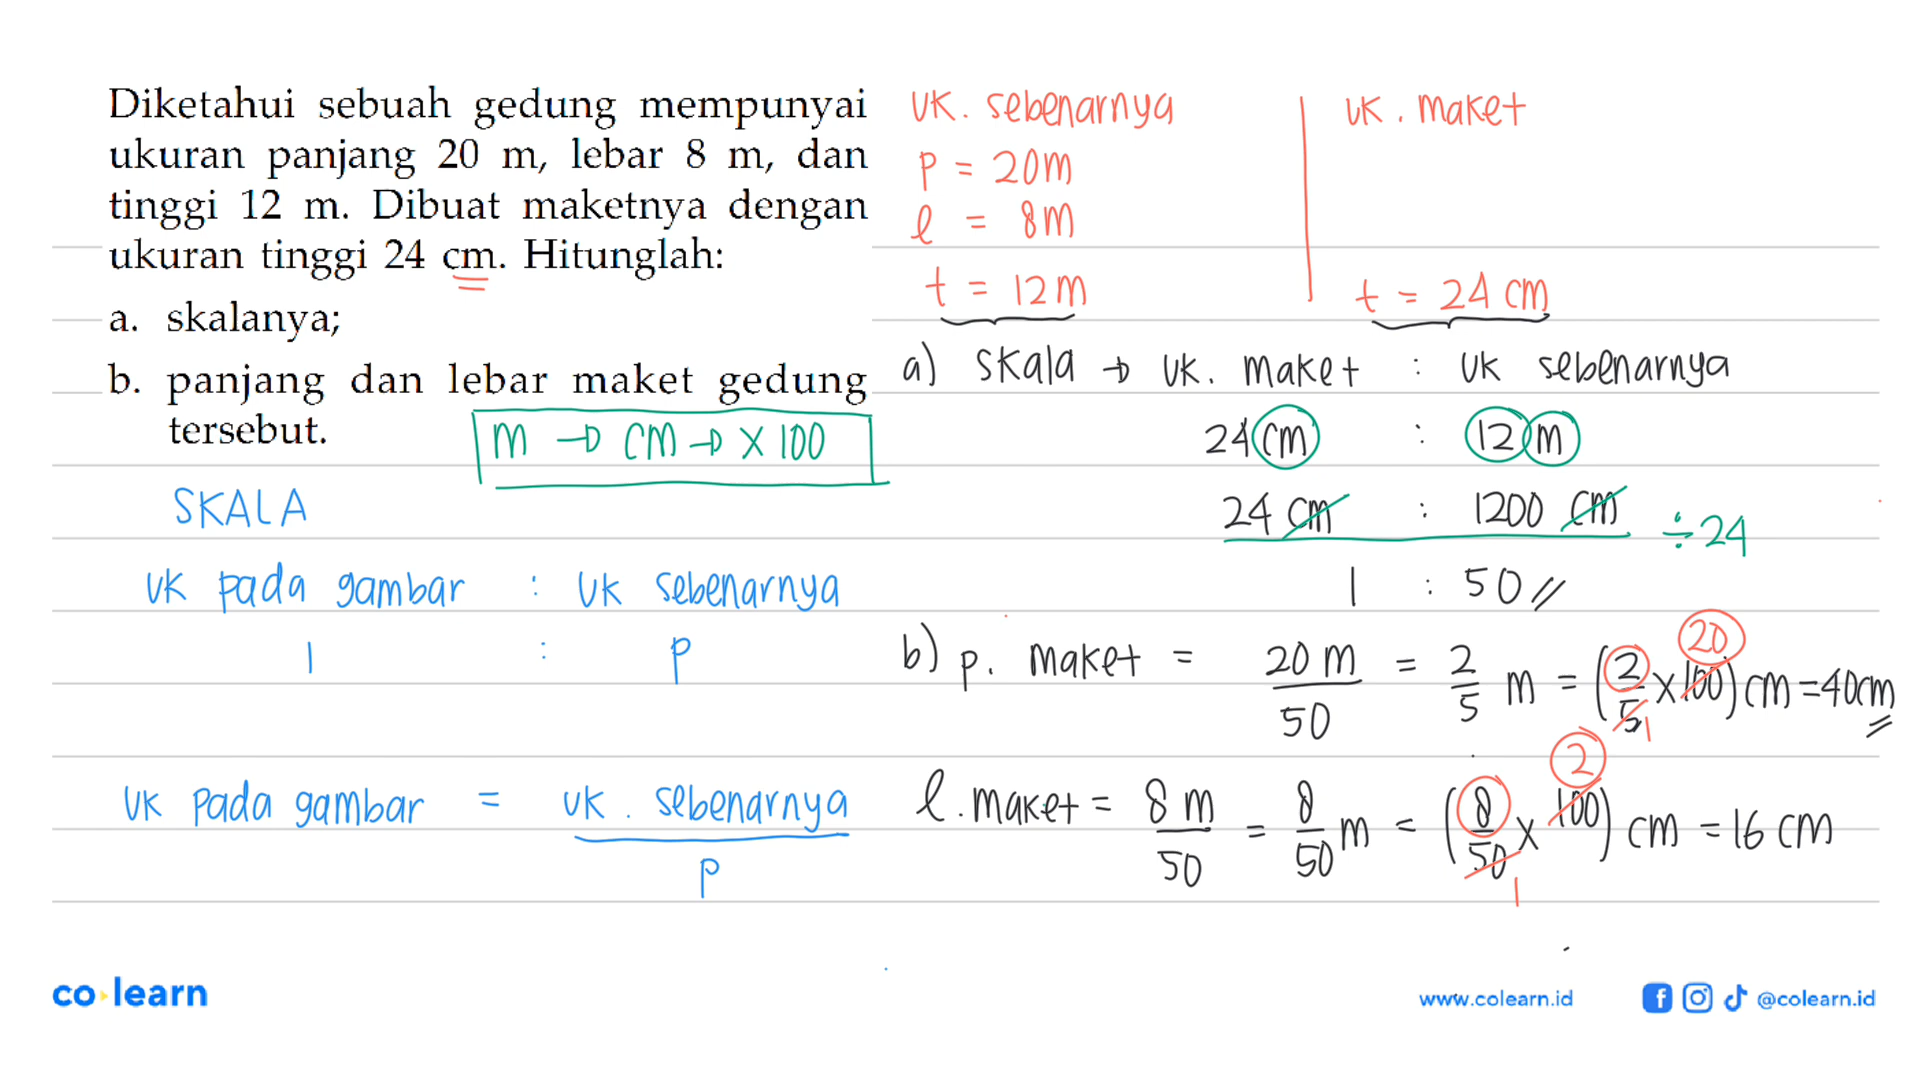 Diketahui sebuah gedung mempunyai
ukuran panjang 20 m, lebar 8 m, dan
tinggi 12 m. Dibuat maketnya dengan
ukuran tinggi 24 cm. Hitunglah:
a. skalanya;
b. panjang dan lebar maket gedung
tersebut.
m → cm → × 100
SKALA
uk pada gambar : uk sebenarnya
1 : p
uk pada gambar = uk. sebenarnya / p
uk. sebenarnya
p = 20 m
l = 8 m
t = 12 m
uk. maket
t = 24 cm
a) skala → uk. maket : uk sebenarnya
24 cm : 12 m
24 cm : 1200 cm ÷ 24
1 : 50 //
b) p. maket = 20 m / 50 = 2/5 m = (2/5 × 100) cm = 40 cm
20
1
l. maket = 8 m / 50 = 8/50 m = (8/50 × 100) cm = 16 cm
2
1
co learn
www.colearn.id
@colearn.id